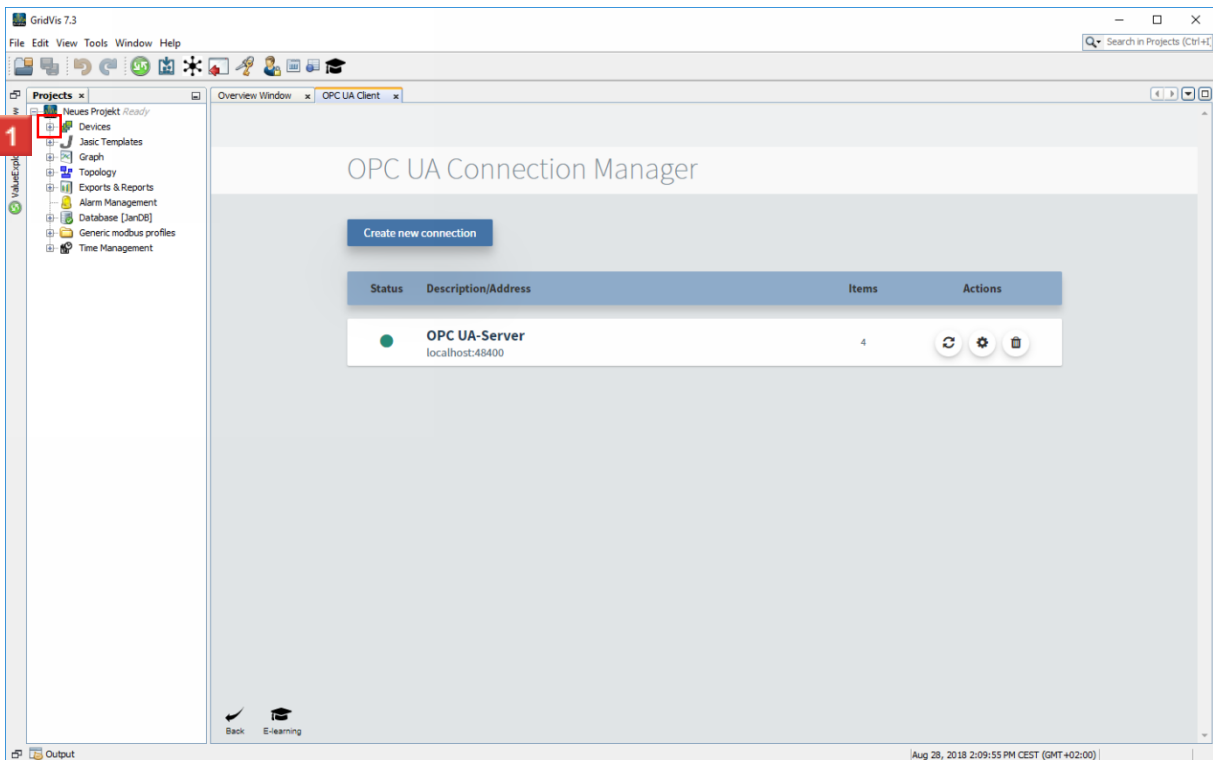 GridVis 7.3
File Edit View Tools Window Help
Search in Projects (Ctrl+I
Projects
Overview Window
OPC UA Client
Neues Projekt Ready
Devices
1
Jasic Templates
Graph
Topology
Exports & Reports
Alarm Management
Database [JanDB]
Generic modbus profiles
Time Management
OPC UA Connection Manager
Create new connection
Status Description/Address Items Actions
OPC UA-Server
localhost:48400
4
Back E-learning
Output
Aug 28, 2018 2:09:55 PM CEST (GMT+02:00)